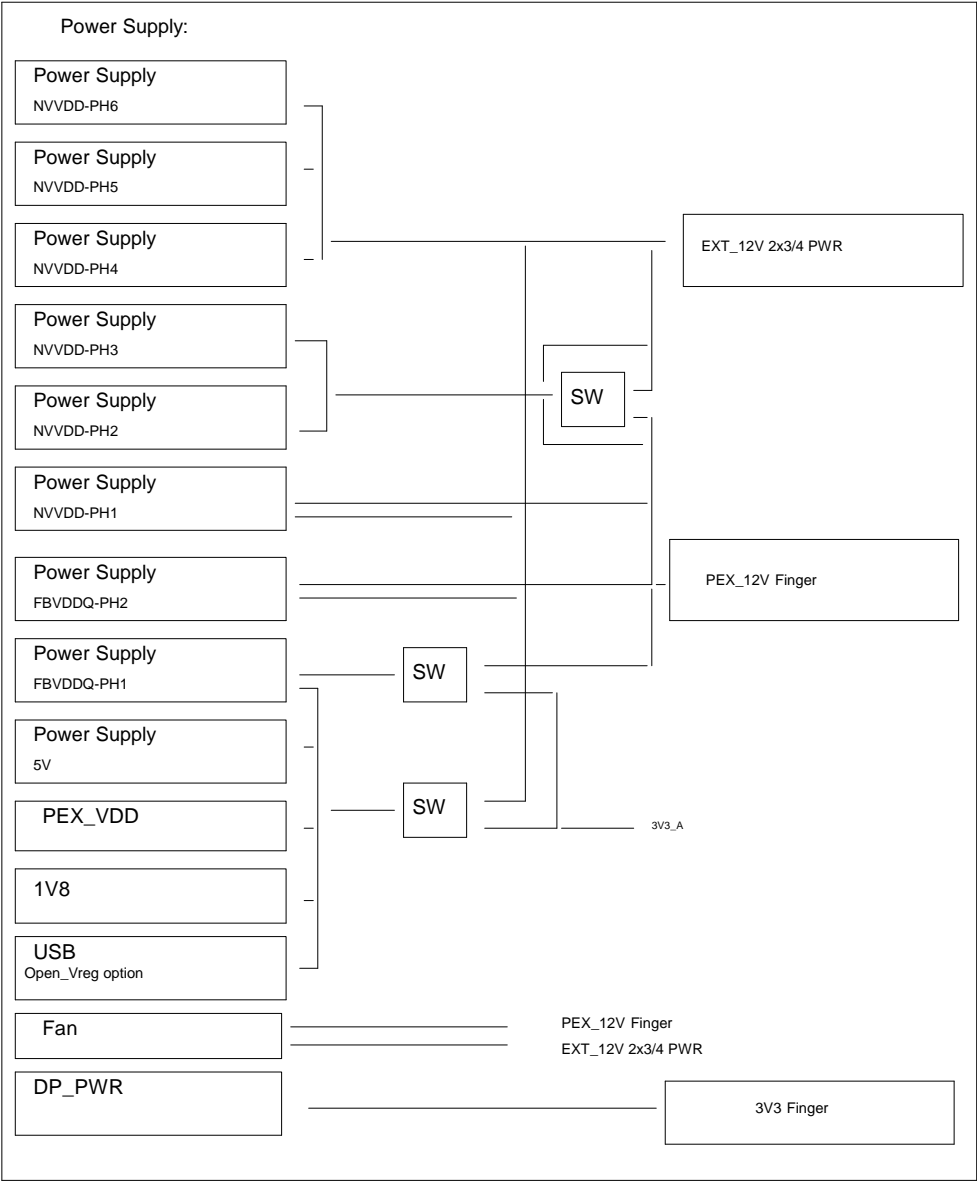 Power Supply:
Power Supply
NVVDD-PH6
Power Supply
NVVDD-PH5
Power Supply
NVVDD-PH4
EXT_12V 2x3/4 PWR
Power Supply
NVVDD-PH3
Power Supply
NVVDD-PH2
SW
Power Supply
NVVDD-PH1
Power Supply
FBVDDQ-PH2
PEX_12V Finger
Power Supply
FBVDDQ-PH1
SW
Power Supply
5V
PEX_VDD
SW
3V3_A
1V8
USB
Open_Vreg option
Fan
PEX_12V Finger
EXT_12V 2x3/4 PWR
DP_PWR
3V3 Finger